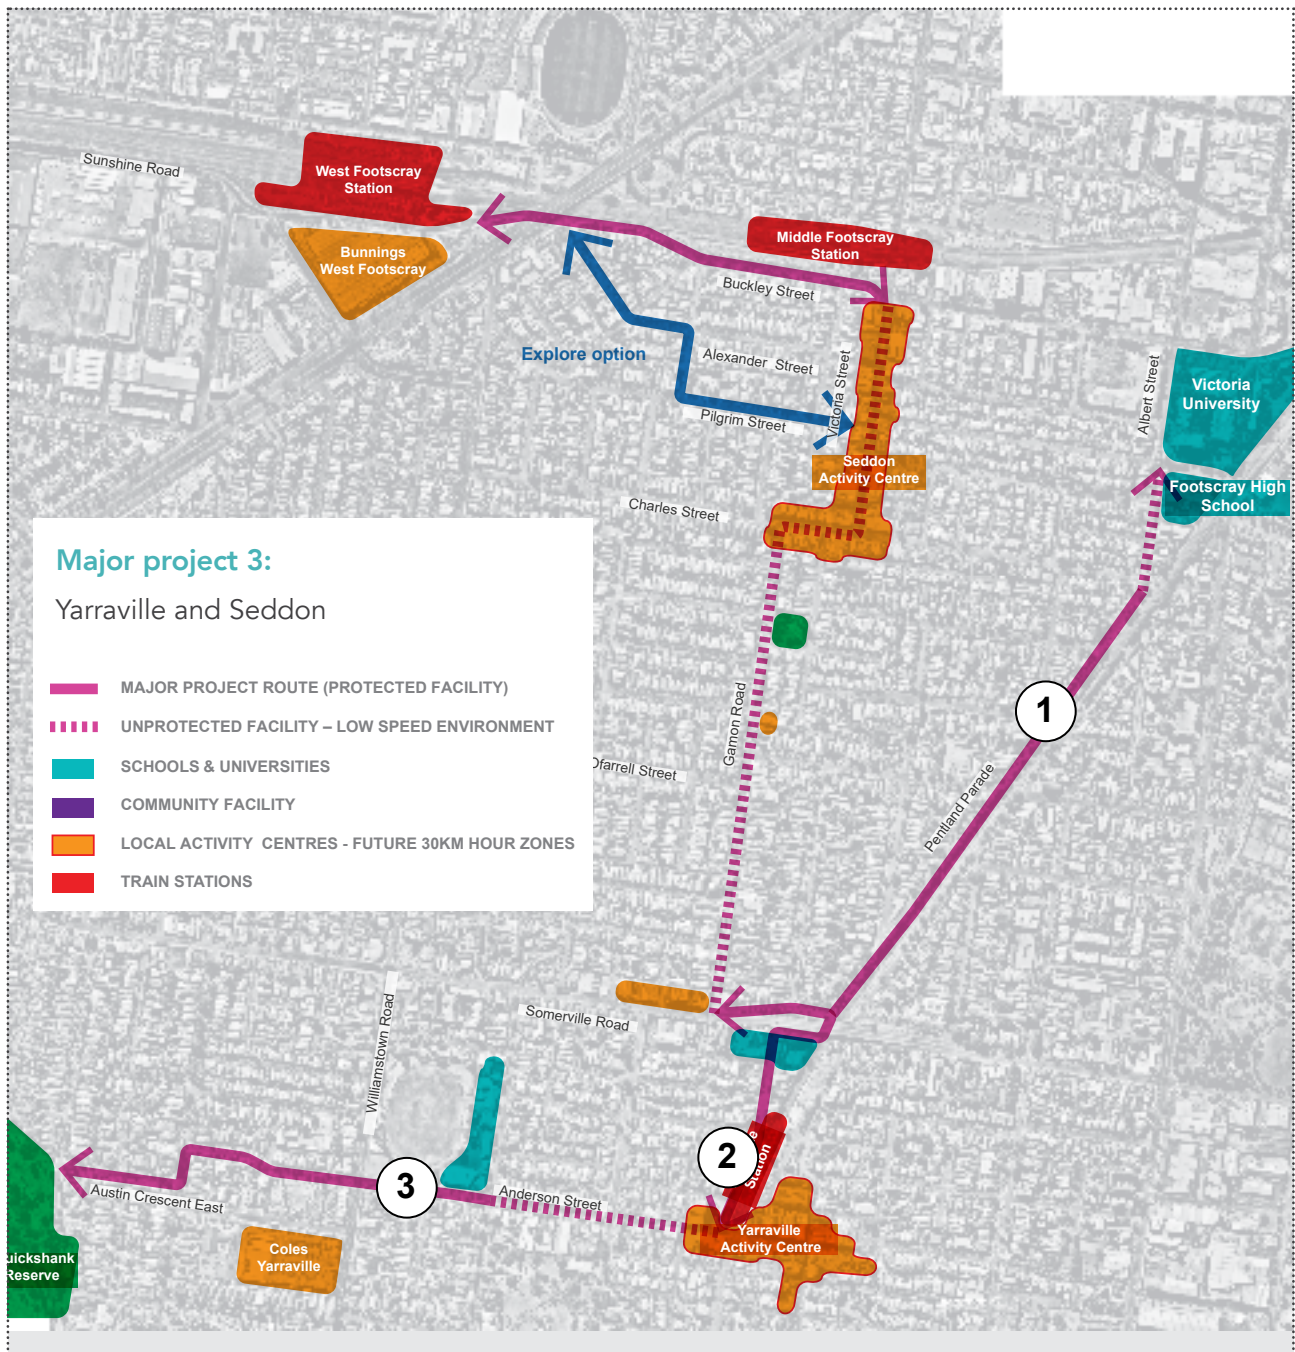 Sunshine Road
West Footscray
Station
Bunnings
West Footscray
Middle Footscray
Station
Buckley Street
Explore option
Alexander Street
Victoria Street
Pilgrim Street
Albert Street
Victoria
University
Seddon
Activity Centre
Footscray High
School
Charles Street
Major project 3:
Yarraville and Seddon
MAJOR PROJECT ROUTE (PROTECTED FACILITY)
UNPROTECTED FACILITY – LOW SPEED ENVIRONMENT
SCHOOLS & UNIVERSITIES
COMMUNITY FACILITY
LOCAL ACTIVITY CENTRES - FUTURE 30KM HOUR ZONES
TRAIN STATIONS
1
Gamon Road
Ofarrell Street
Pentland Parade
Williamstown Road
Somerville Road
2
Station
3
Anderson Street
Austin Crescent East
Yarraville
Activity Centre
Coles
Yarraville
uickshank
Reserve